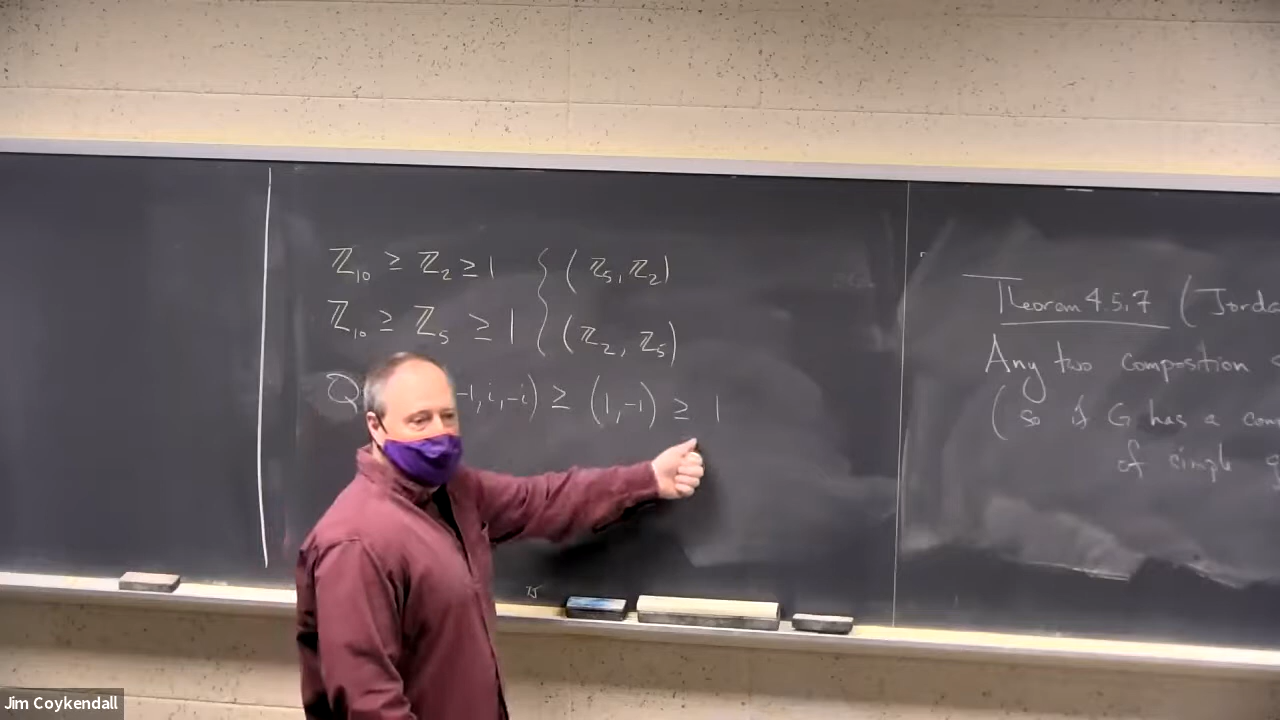 ℤ₁₀ ≥ ℤ₂ ≥ 1 { (ℤ₅, ℤ₂)
ℤ₁₀ ≥ ℤ₅ ≥ 1 (ℤ₂, ℤ₅)
Q -1, i, -i) ≥ (1, -1) ≥ 1
Theorem 4.5.7 (Jorda
Any two composition s
(so if G has a com
of simple g
Jim Coykendall